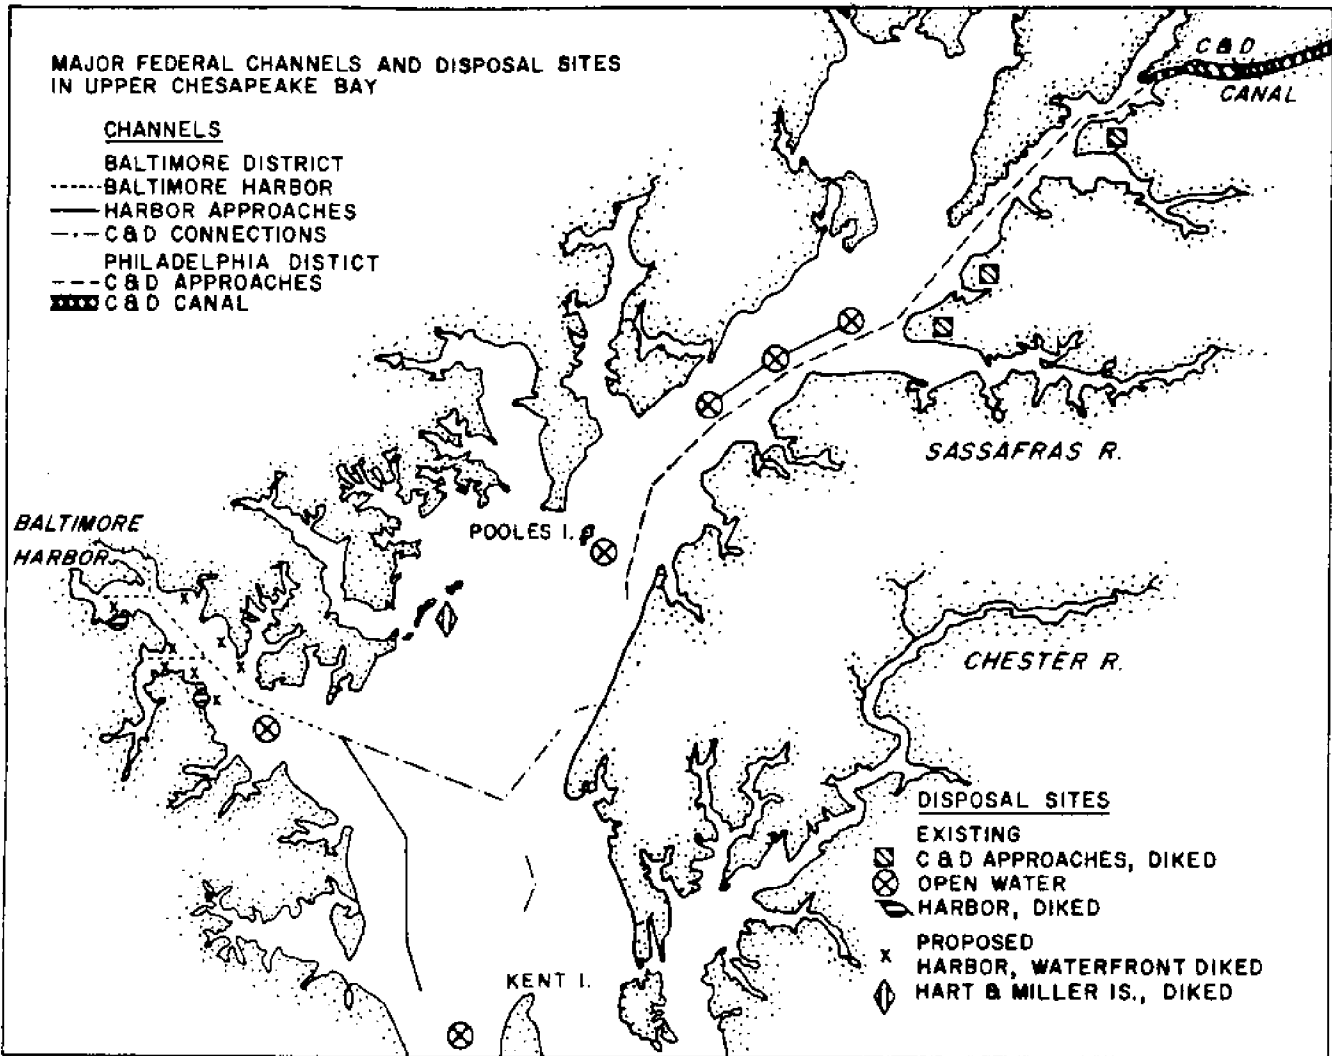 MAJOR FEDERAL CHANNELS AND DISPOSAL SITES
IN UPPER CHESAPEAKE BAY
CHANNELS
BALTIMORE DISTRICT
BALTIMORE HARBOR
HARBOR APPROACHES
C&D CONNECTIONS
PHILADELPHIA DISTICT
C&D APPROACHES
C&D CANAL
C&D
CANAL
SASSAFRAS R.
BALTIMORE
HARBOR
POOLES I.
CHESTER R.
KENT I.
DISPOSAL SITES
EXISTING
C&D APPROACHES, DIKED
OPEN WATER
HARBOR, DIKED
PROPOSED
x HARBOR, WATERFRONT DIKED
HART & MILLER IS., DIKED